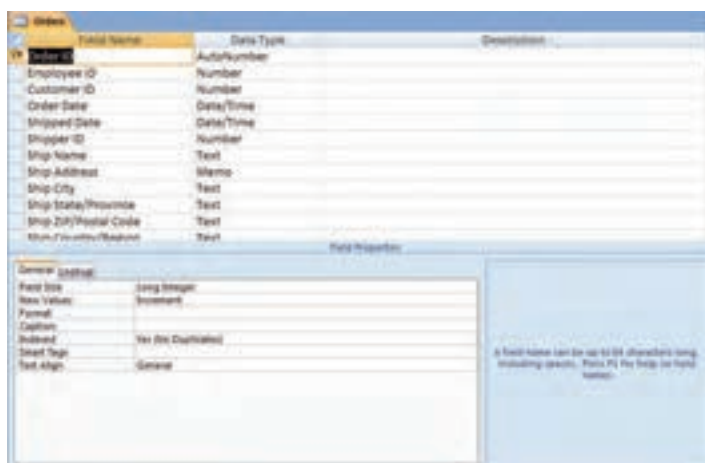 Orders
Field Name Data Type Description
Order ID AutoNumber
Employee ID Number
Customer ID Number
Order Date Date/Time
Shipped Date Date/Time
Shipper ID Number
Ship Name Text
Ship Address Memo
Ship City Text
Ship State/Province Text
Ship ZIP/Postal Code Text
Ship Country/Region Text
Field Properties
General Lookup
Field Size Long Integer
New Values Increment
Format
Caption
Indexed Yes (No Duplicates)
Smart Tags
Text Align General
A field name can be up to 64 characters long,
including spaces. Press F1 for help on field
names.